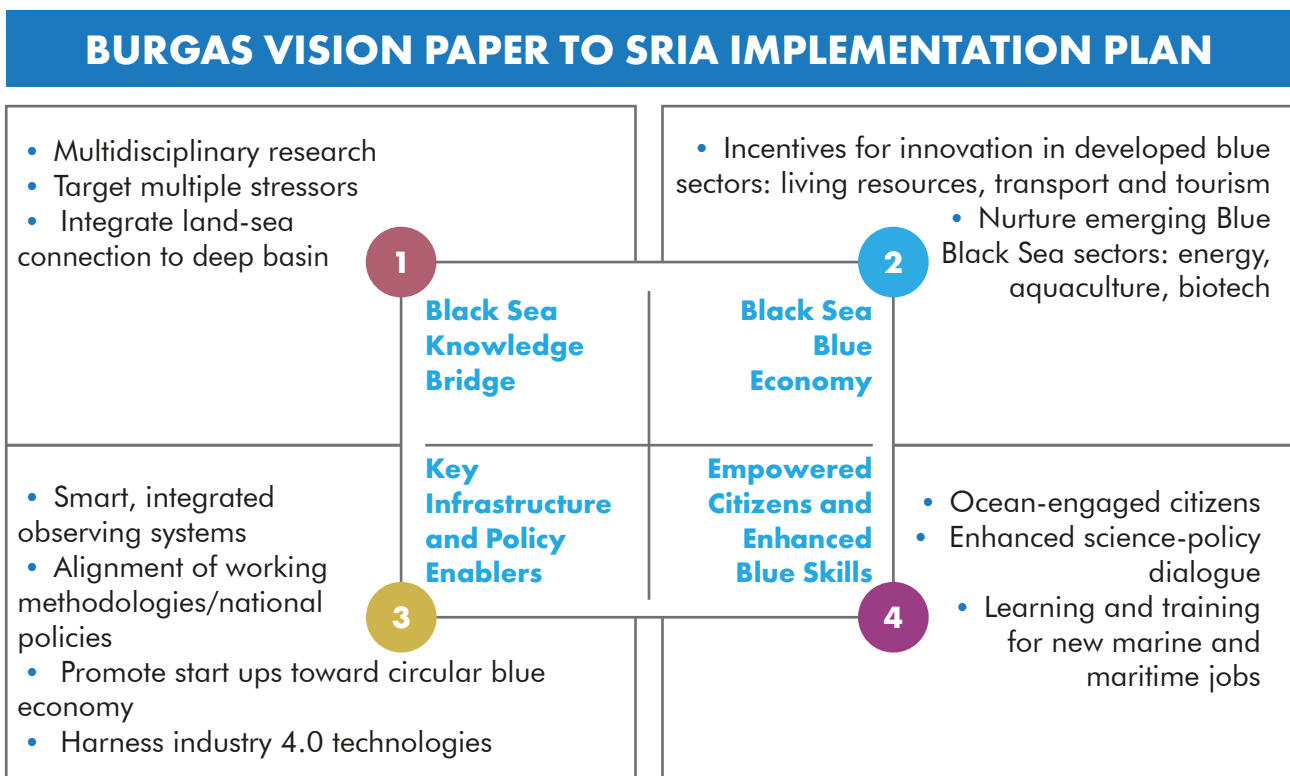 BURGAS VISION PAPER TO SRIA IMPLEMENTATION PLAN
• Multidisciplinary research
• Target multiple stressors
• Integrate land-sea
connection to deep basin
1
Black Sea
Knowledge
Bridge
• Incentives for innovation in developed blue
sectors: living resources, transport and tourism
• Nurture emerging Blue
Black Sea sectors: energy,
aquaculture, biotech
2
Black Sea
Blue
Economy
• Smart, integrated
observing systems
• Alignment of working
methodologies/national
policies
• Promote start ups toward circular blue
economy
• Harness industry 4.0 technologies
3
Key
Infrastructure
and Policy
Enablers
Empowered
Citizens and
Enhanced
Blue Skills
4
• Ocean-engaged citizens
• Enhanced science-policy
dialogue
• Learning and training
for new marine and
maritime jobs